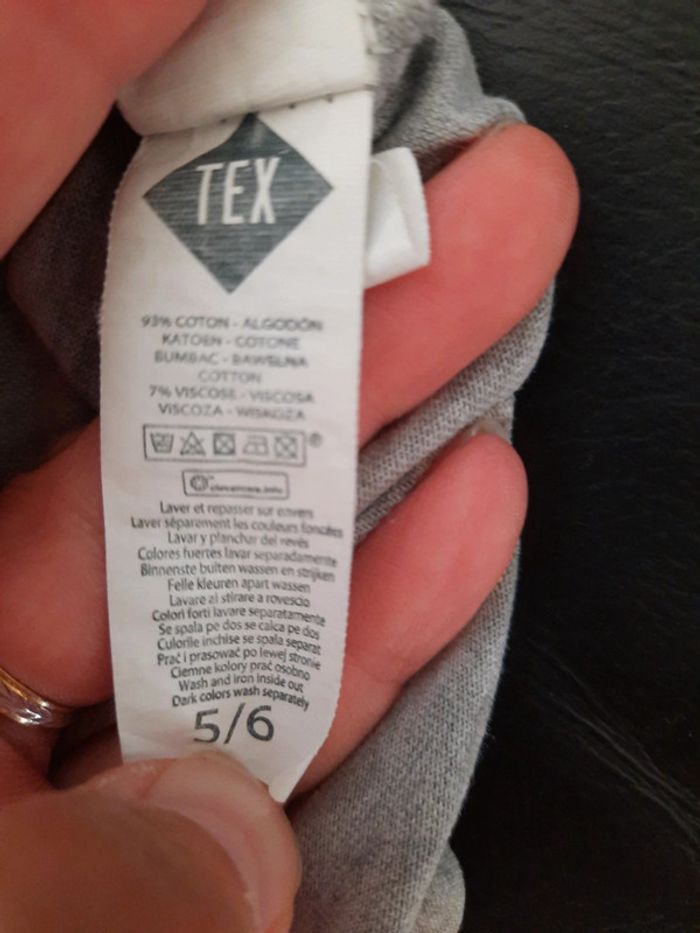 TEX
93% COTON - ALGODÓN
KATOEN - COTONE
BUMBAC - BAWEŁNA
COTTON
7% VISCOSE - VISCOSA
VISCOZA - WISKOZA
®
clevercare.info
Laver et repasser sur envers
Laver séparement les couleurs foncées
Lavar y planchar del revés
Colores fuertes lavar separadamente
Binnenste buiten wassen en strijken
Felle kleuren apart wassen
Lavare al stirare a rovescio
Colori forti lavare separatamente
Se spala pe dos se calca pe dos
Culorile inchise se spala separat
Prać i prasować po lewej stronie
Ciemne kolory prać osobno
Wash and iron inside out
Dark colors wash separately
5/6